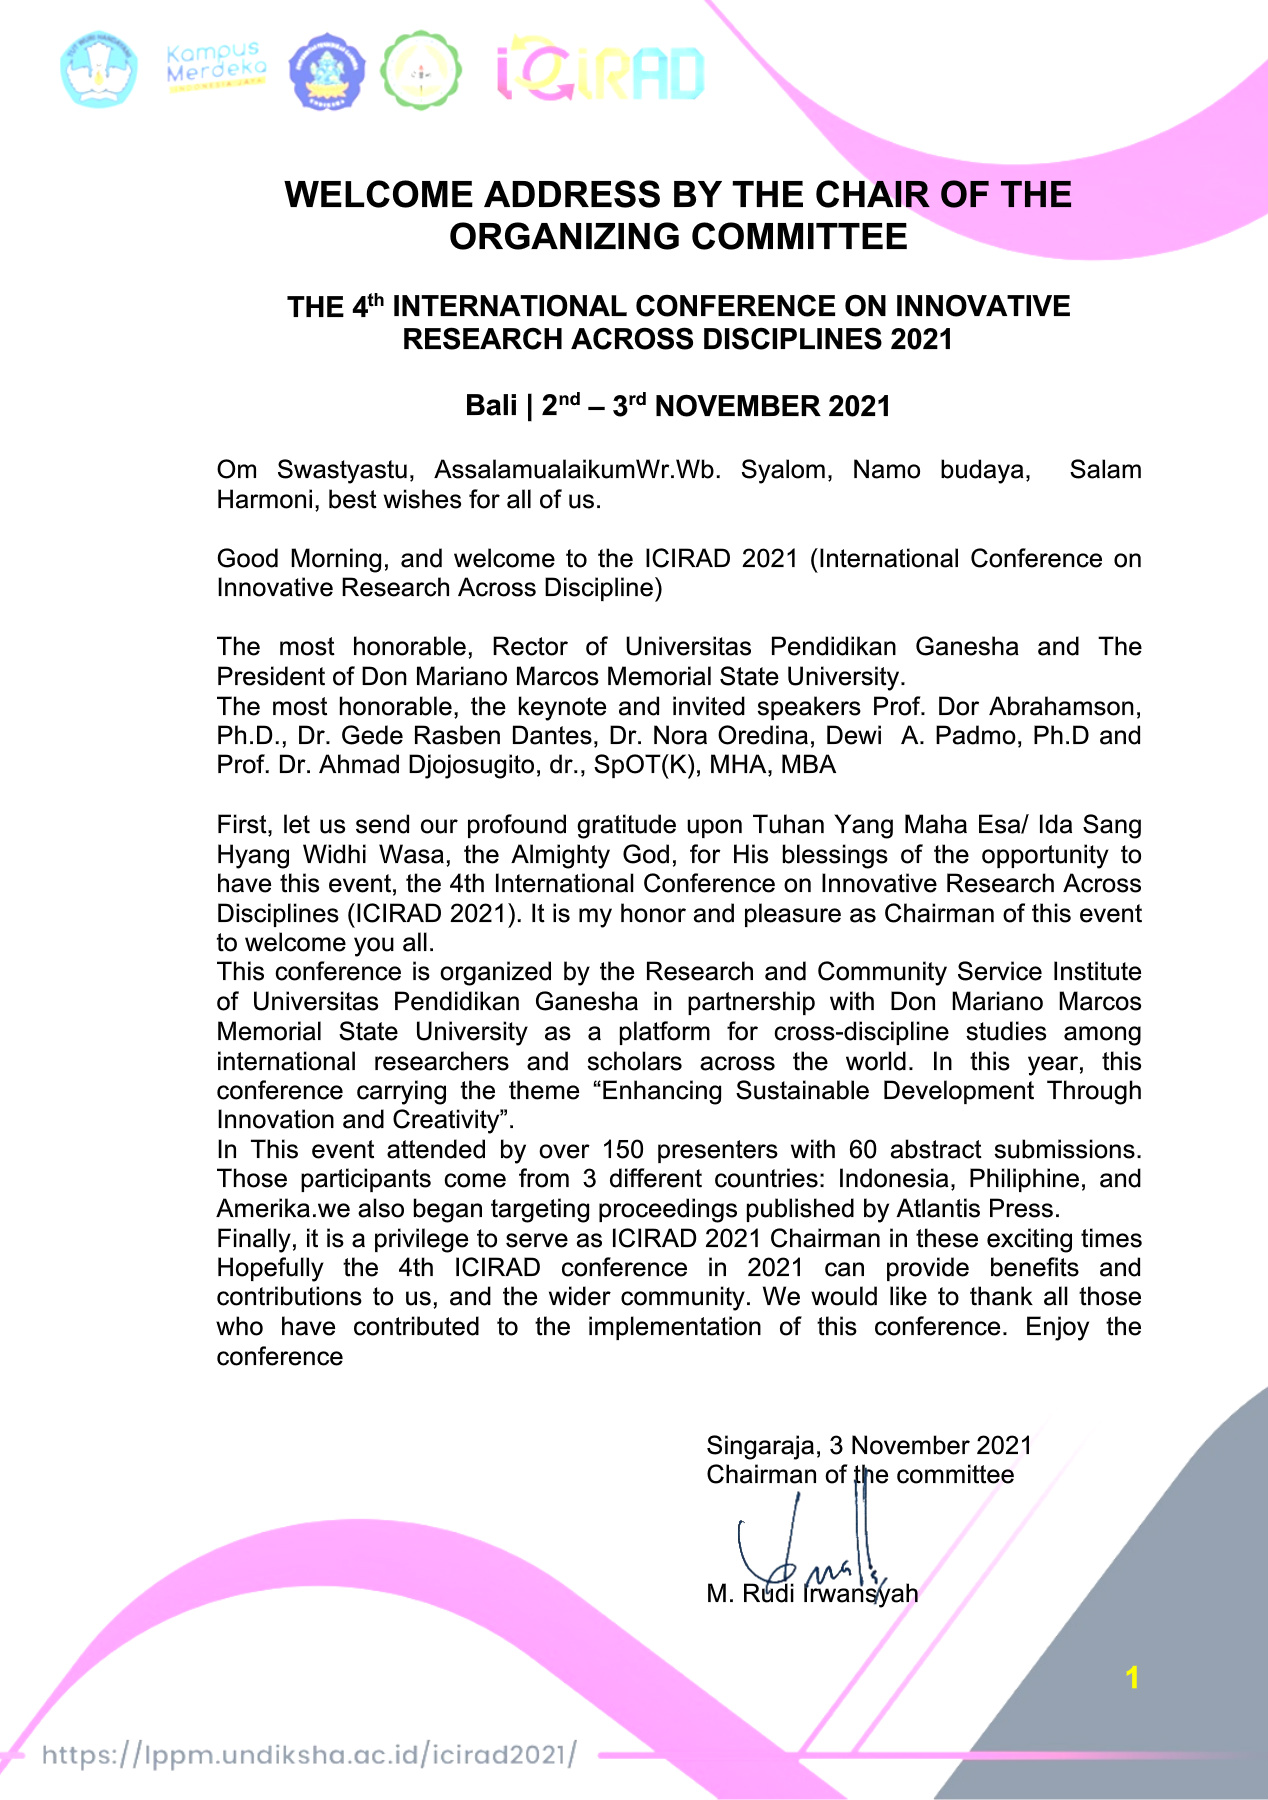 Kampus
Merdeka
INDONESIA JAYA
iCiRAD
WELCOME ADDRESS BY THE CHAIR OF THE
ORGANIZING COMMITTEE
THE 4th INTERNATIONAL CONFERENCE ON INNOVATIVE
RESEARCH ACROSS DISCIPLINES 2021
Bali | 2nd – 3rd NOVEMBER 2021
Om Swastyastu, AssalamualaikumWr.Wb. Syalom, Namo budaya, Salam
Harmoni, best wishes for all of us.
Good Morning, and welcome to the ICIRAD 2021 (International Conference on
Innovative Research Across Discipline)
The most honorable, Rector of Universitas Pendidikan Ganesha and The
President of Don Mariano Marcos Memorial State University.
The most honorable, the keynote and invited speakers Prof. Dor Abrahamson,
Ph.D., Dr. Gede Rasben Dantes, Dr. Nora Oredina, Dewi A. Padmo, Ph.D and
Prof. Dr. Ahmad Djojosugito, dr., SpOT(K), MHA, MBA
First, let us send our profound gratitude upon Tuhan Yang Maha Esa/ Ida Sang
Hyang Widhi Wasa, the Almighty God, for His blessings of the opportunity to
have this event, the 4th International Conference on Innovative Research Across
Disciplines (ICIRAD 2021). It is my honor and pleasure as Chairman of this event
to welcome you all.
This conference is organized by the Research and Community Service Institute
of Universitas Pendidikan Ganesha in partnership with Don Mariano Marcos
Memorial State University as a platform for cross-discipline studies among
international researchers and scholars across the world. In this year, this
conference carrying the theme “Enhancing Sustainable Development Through
Innovation and Creativity”.
In This event attended by over 150 presenters with 60 abstract submissions.
Those participants come from 3 different countries: Indonesia, Philiphine, and
Amerika.we also began targeting proceedings published by Atlantis Press.
Finally, it is a privilege to serve as ICIRAD 2021 Chairman in these exciting times
Hopefully the 4th ICIRAD conference in 2021 can provide benefits and
contributions to us, and the wider community. We would like to thank all those
who have contributed to the implementation of this conference. Enjoy the
conference
Singaraja, 3 November 2021
Chairman of the committee
M. Rudi Irwansyah
1
https://lppm.undiksha.ac.id/icirad2021/